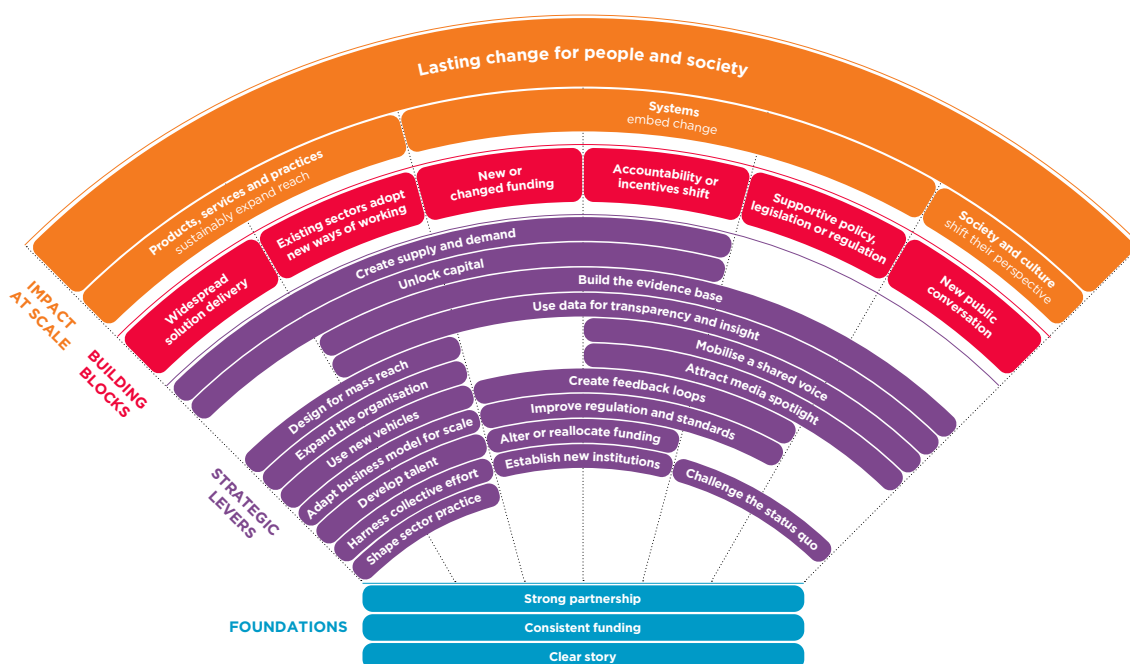 Lasting change for people and society
Products, services and practices
sustainably expand reach
Systems
embed change
Society and culture
shift their perspective
IMPACT
AT SCALE
Widespread
solution delivery
Existing sectors adopt
new ways of working
New or
changed funding
Accountability or
incentives shift
Supportive policy,
legislation or regulation
New public
conversation
BUILDING
BLOCKS
Create supply and demand
Unlock capital
Build the evidence base
Use data for transparency and insight
Mobilise a shared voice
Attract media spotlight
Design for mass reach
Expand the organisation
Use new vehicles
Adapt business model for scale
Develop talent
Harness collective effort
Shape sector practice
Create feedback loops
Improve regulation and standards
Alter or reallocate funding
Establish new institutions
Challenge the status quo
STRATEGIC
LEVERS
FOUNDATIONS
Strong partnership
Consistent funding
Clear story